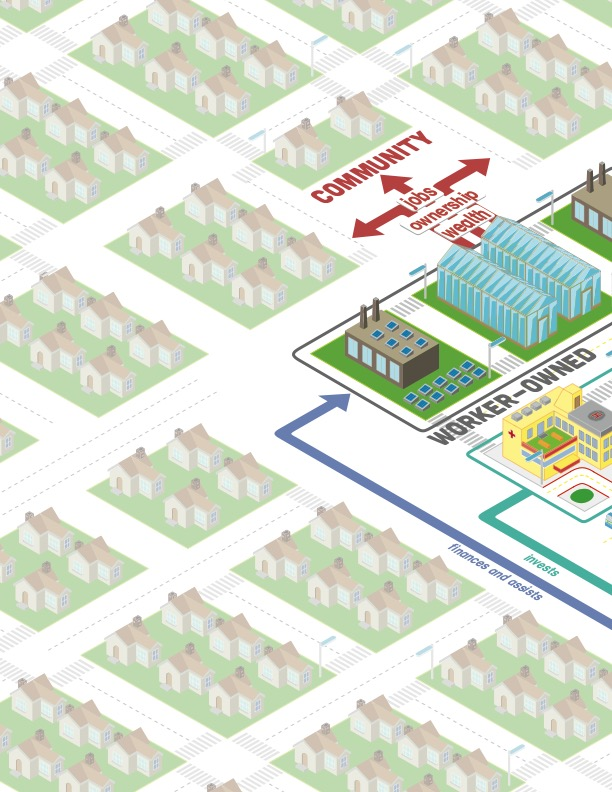 COMMUNITY
jobs
ownership
wealth
WORKER-OWNED
finances and assists
invests
H